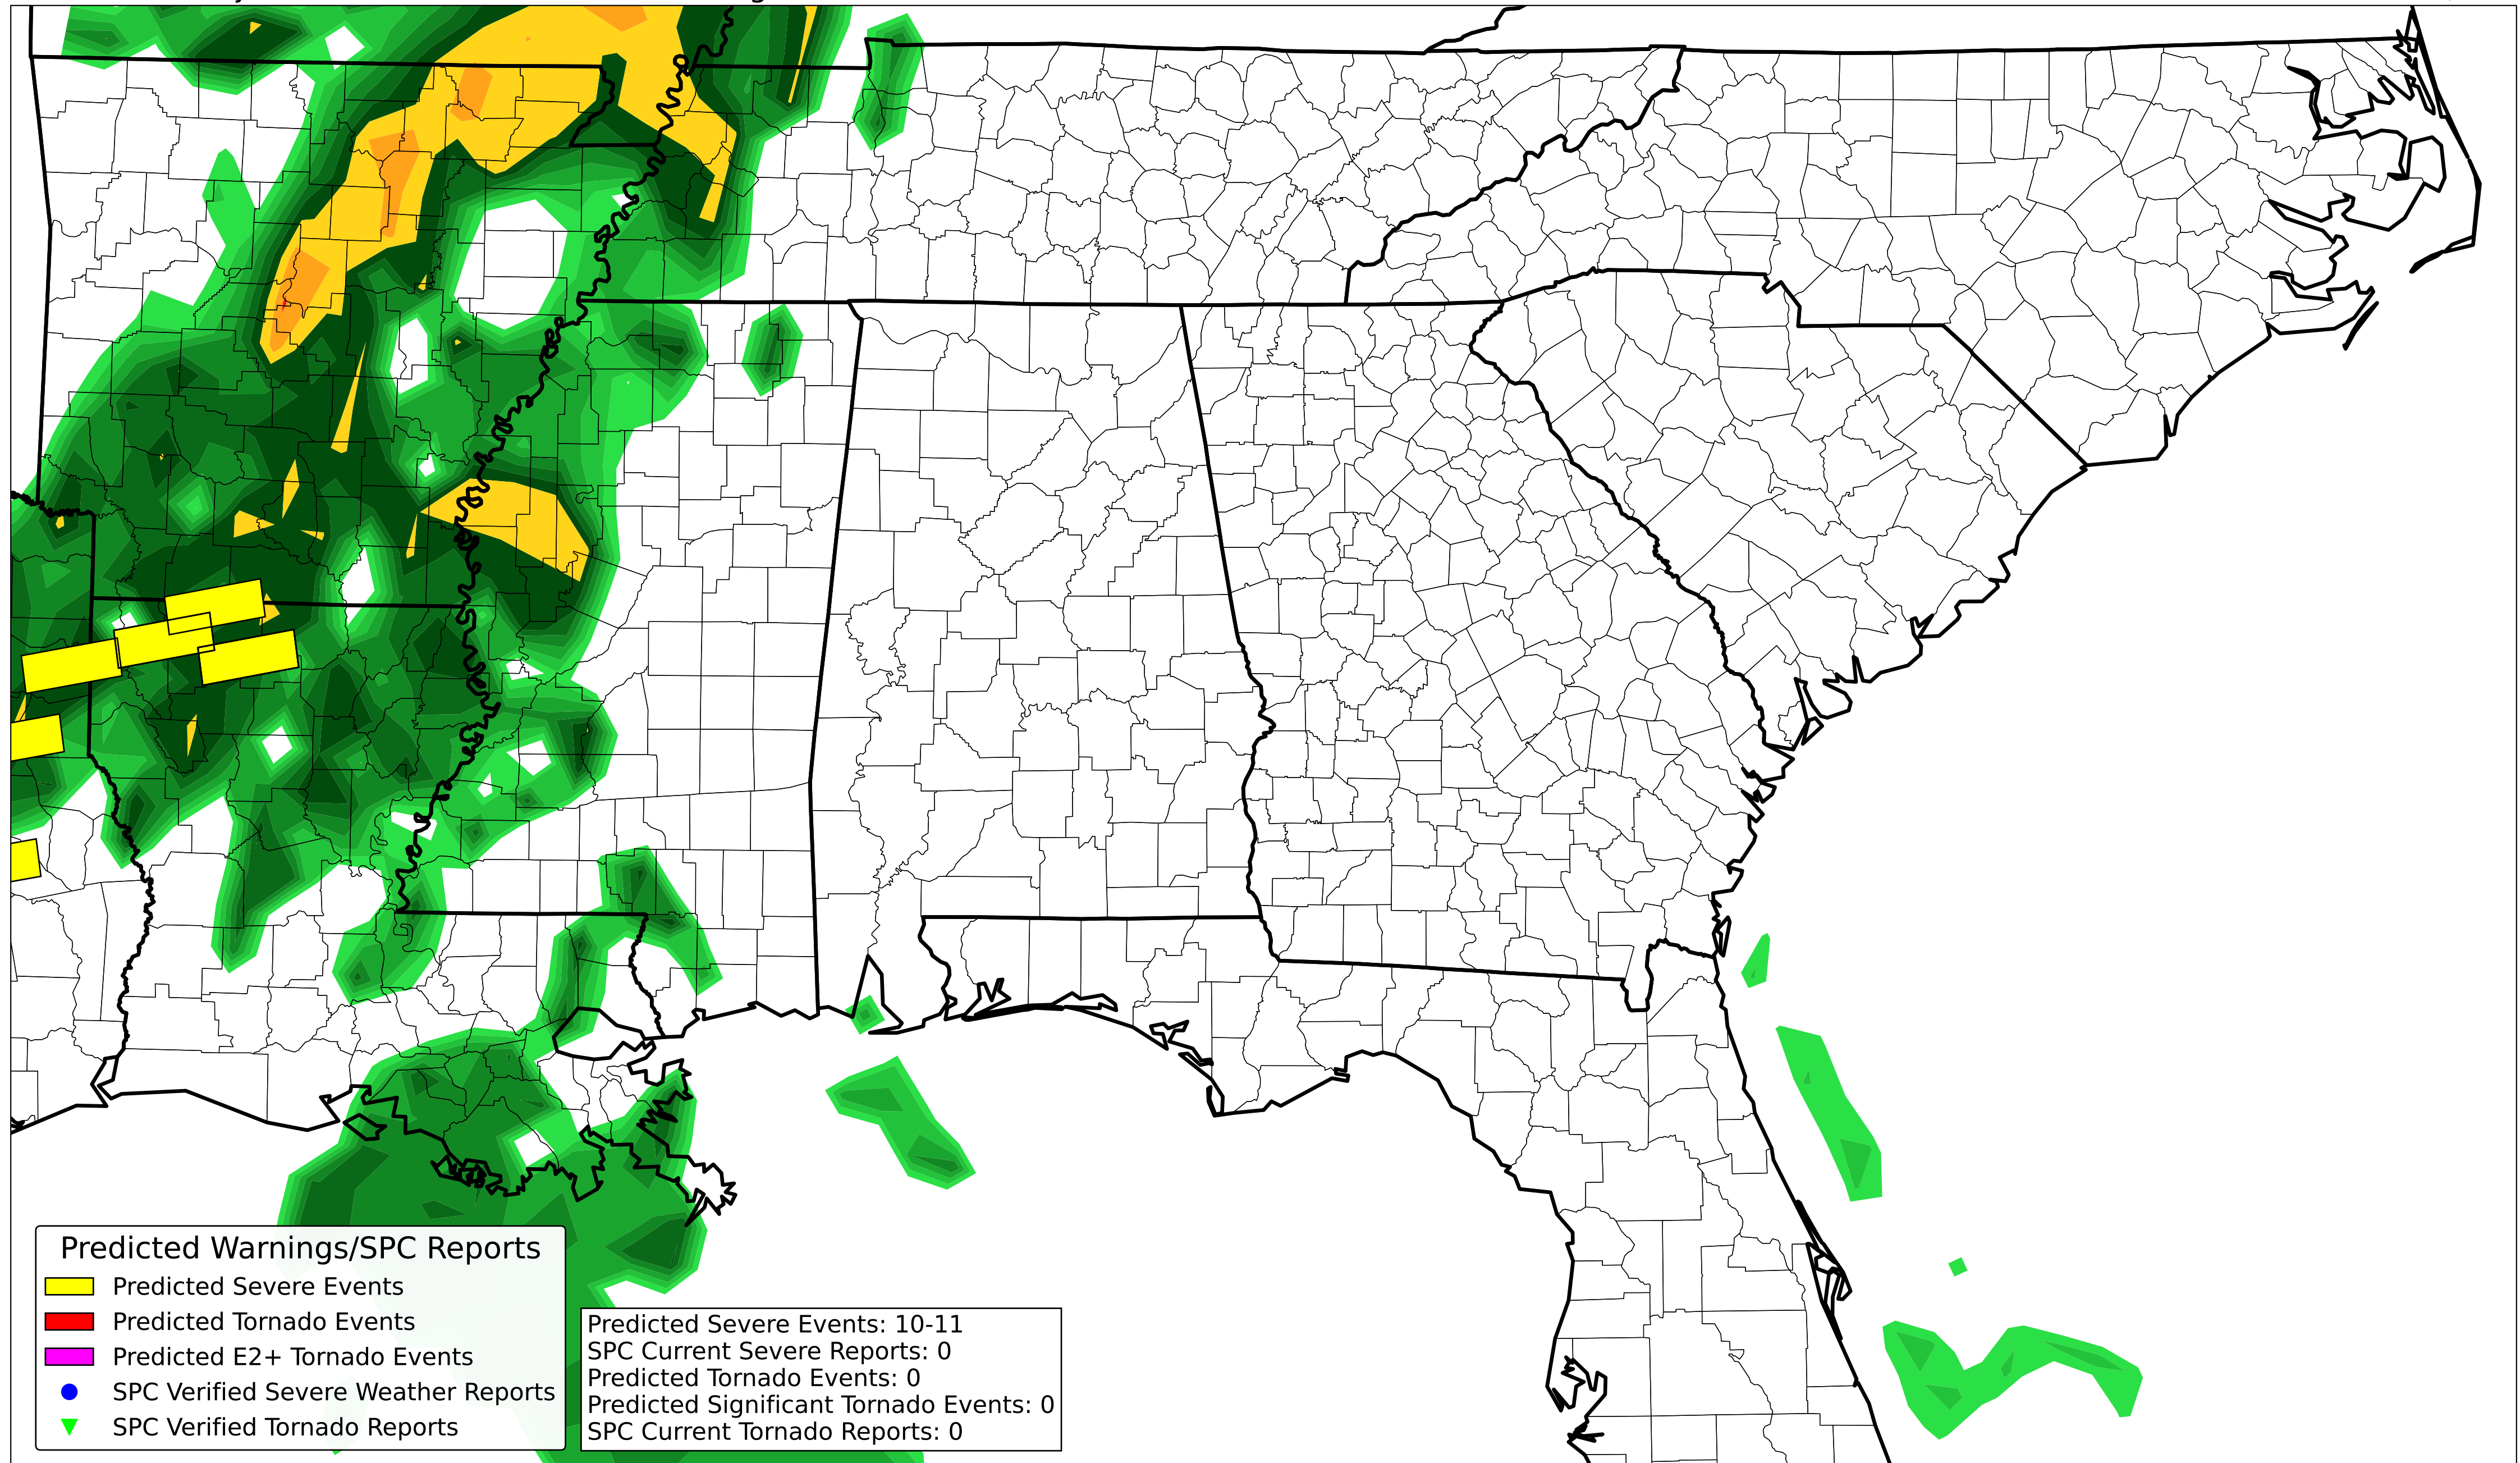 Predicted Warnings/SPC Reports
Predicted Severe Events
Predicted Tornado Events
Predicted E2+ Tornado Events
SPC Verified Severe Weather Reports
SPC Verified Tornado Reports
Predicted Severe Events: 10-11
SPC Current Severe Reports: 0
Predicted Tornado Events: 0
Predicted Significant Tornado Events: 0
SPC Current Tornado Reports: 0